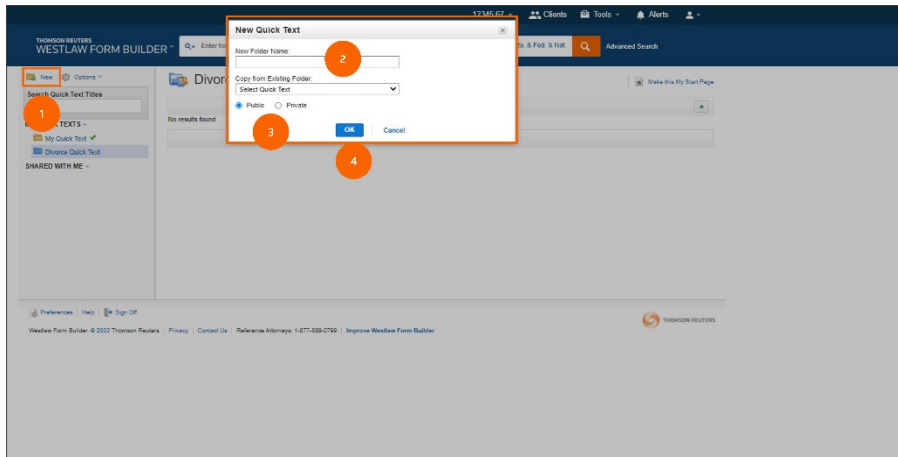 12345.67
Clients
Tools
Alerts
THOMSON REUTERS
WESTLAW FORM BUILDER
Enter for
& Fed. & Nat.
Advanced Search
New Quick Text
New Folder Name:
2
Copy from Existing Folder:
Select Quick Text
Public
Private
3
OK
Cancel
4
New
Options
Search Quick Text Titles
1
TEXTS
My Quick Text
Divorce Quick Text
SHARED WITH ME
Divor
Make this My Start Page
No results found
Preferences | Help | Sign Off
Westlaw Form Builder © 2022 Thomson Reuters | Privacy | Contact Us | Reference Attorneys: 1-877-999-0799 | Improve Westlaw Form Builder
THOMSON REUTERS